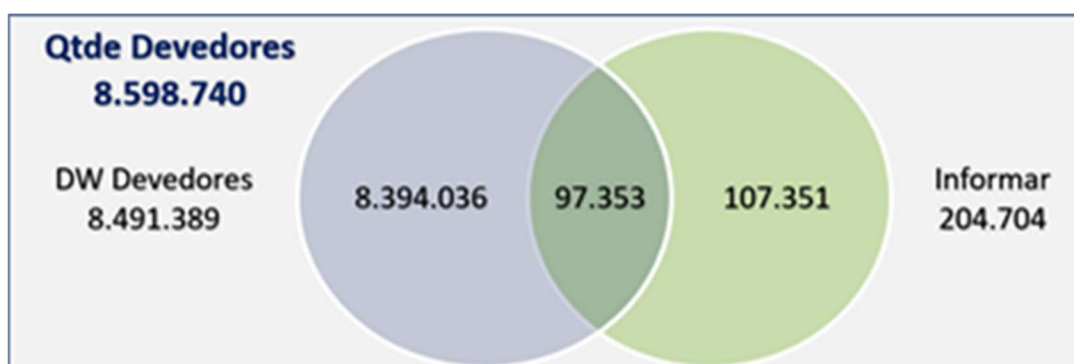 Qtde Devedores
8.598.740
DW Devedores
8.491.389
8.394.036
97.353
107.351
Informar
204.704